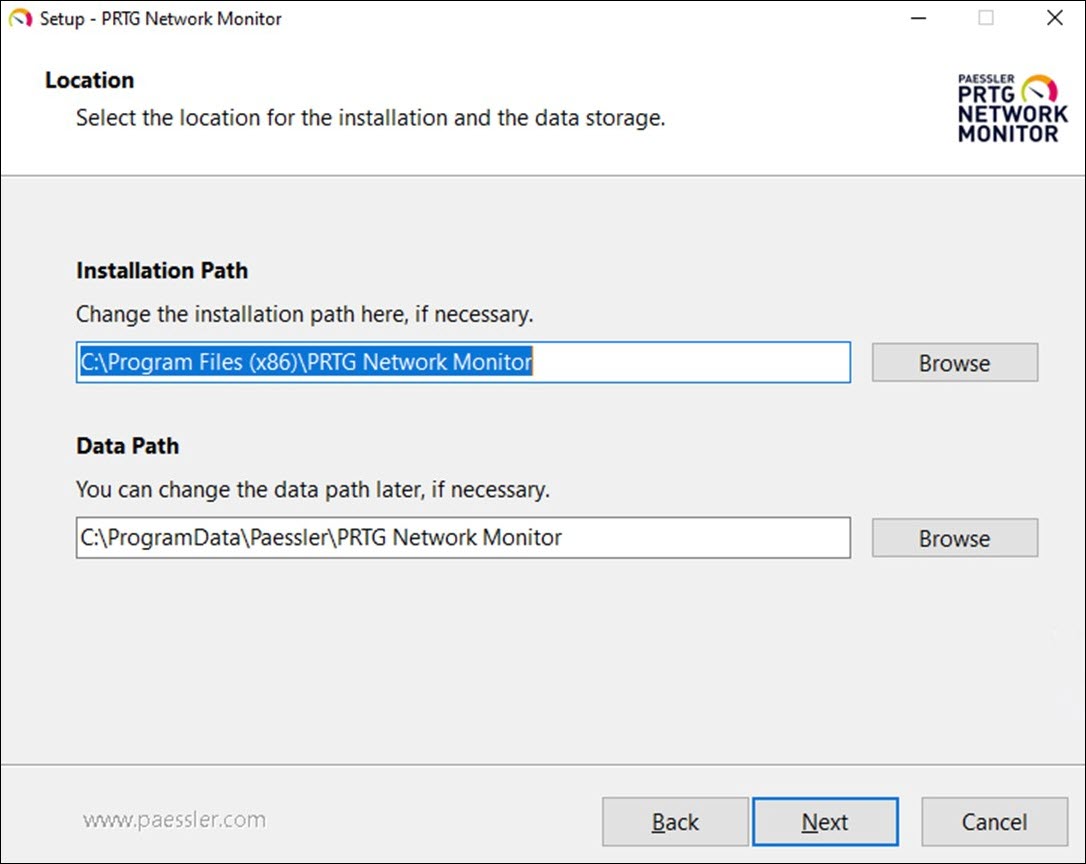 Setup - PRTG Network Monitor
Location
Select the location for the installation and the data storage.
PAESSLER
PRTG
NETWORK
MONITOR
Installation Path
Change the installation path here, if necessary.
C:\Program Files (x86)\PRTG Network Monitor
Browse
Data Path
You can change the data path later, if necessary.
C:\ProgramData\Paessler\PRTG Network Monitor
Browse
www.paessler.com
Back
Next
Cancel